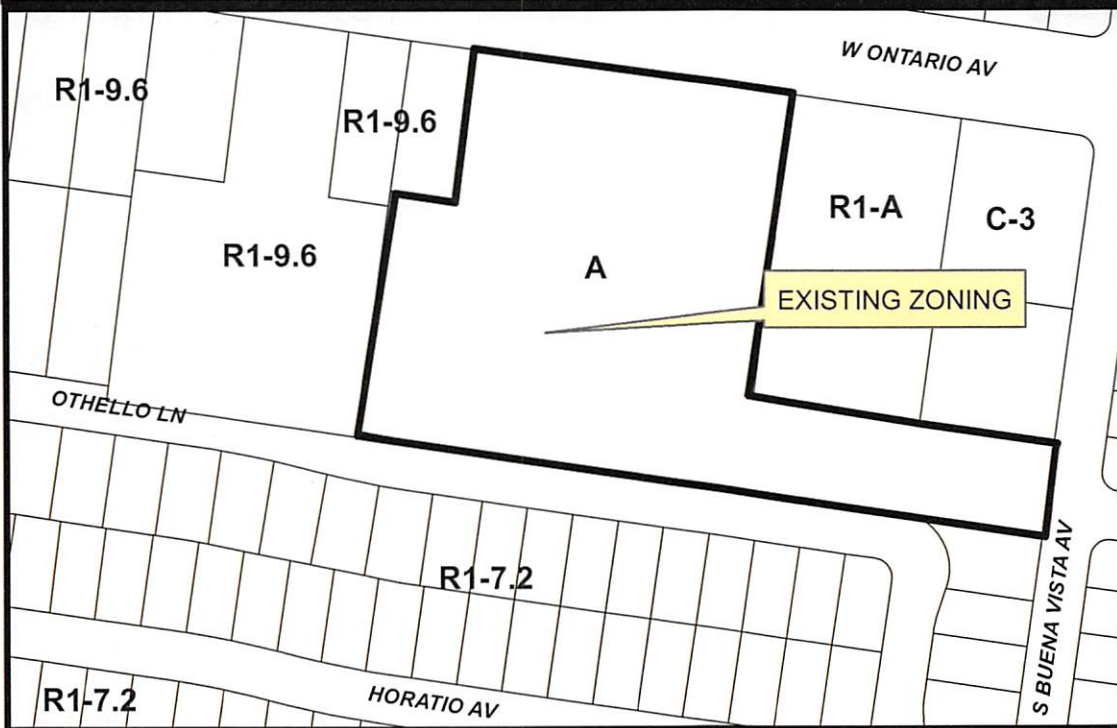 W ONTARIO AV
R1-9.6
R1-9.6
R1-A
C-3
R1-9.6
A
EXISTING ZONING
OTHELLO LN
R1-7.2
S BUENA VISTA AV
R1-7.2
HORATIO AV